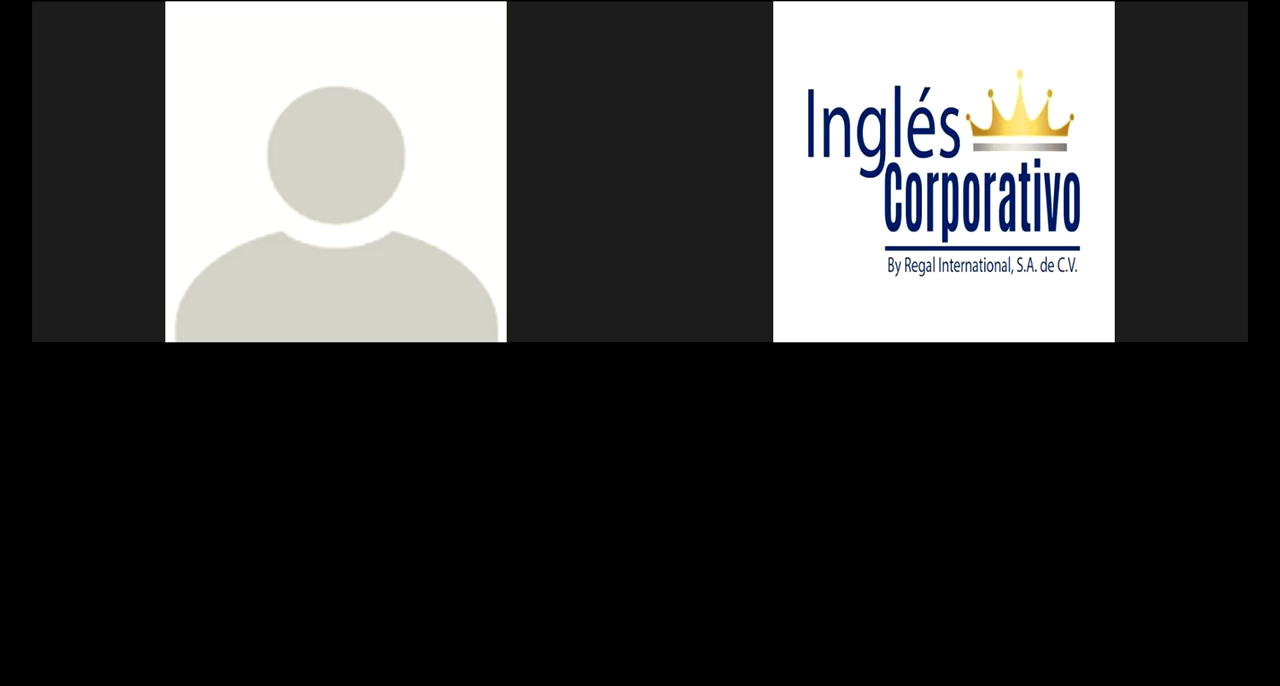 Inglés
Corporativo
By Regal International, S.A. de C.V.